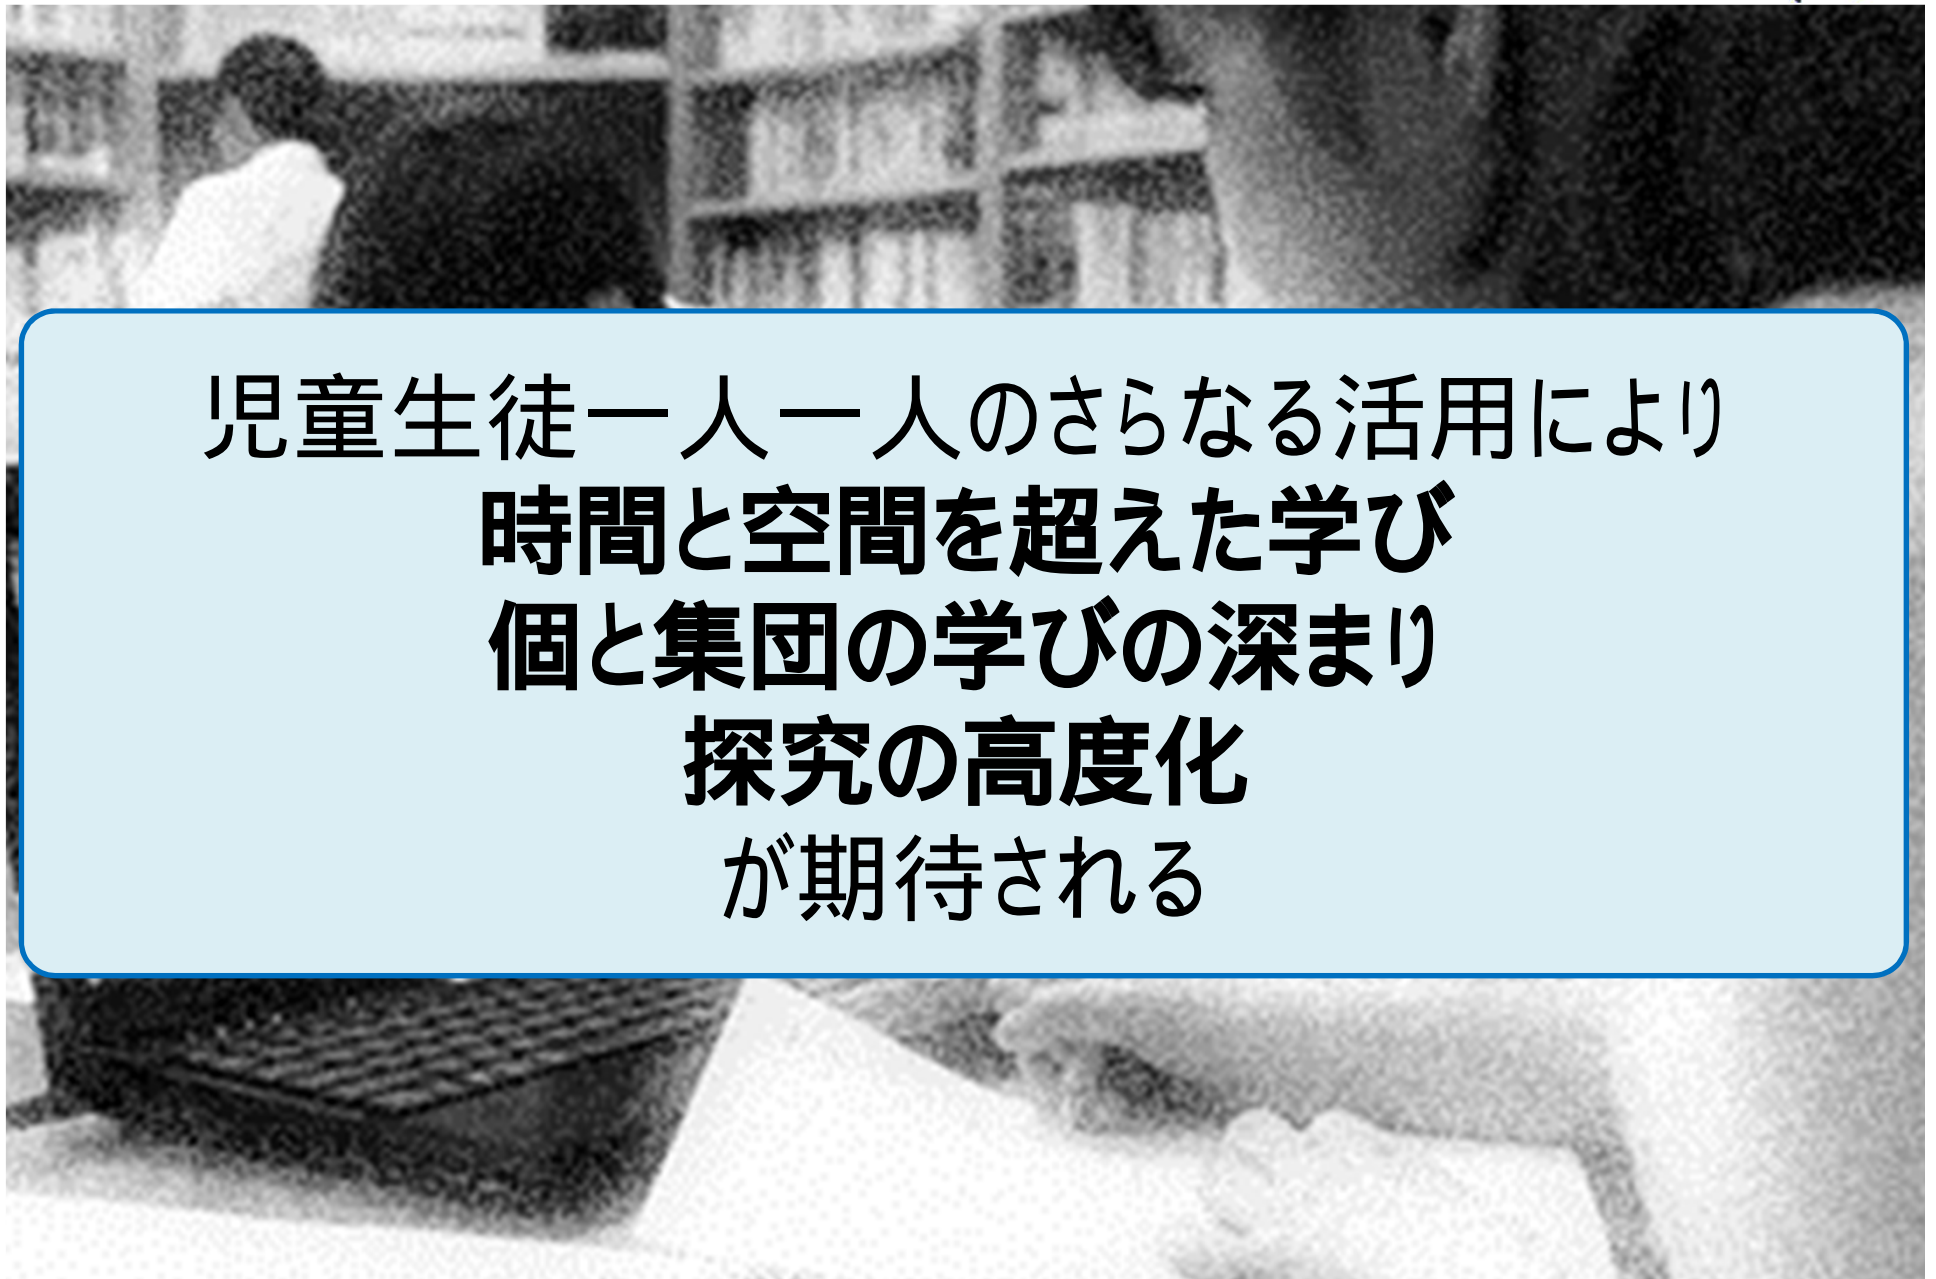 児童生徒一人一人のさらなる活用により
時間と空間を超えた学び
個と集団の学びの深まり
探究の高度化
が期待される